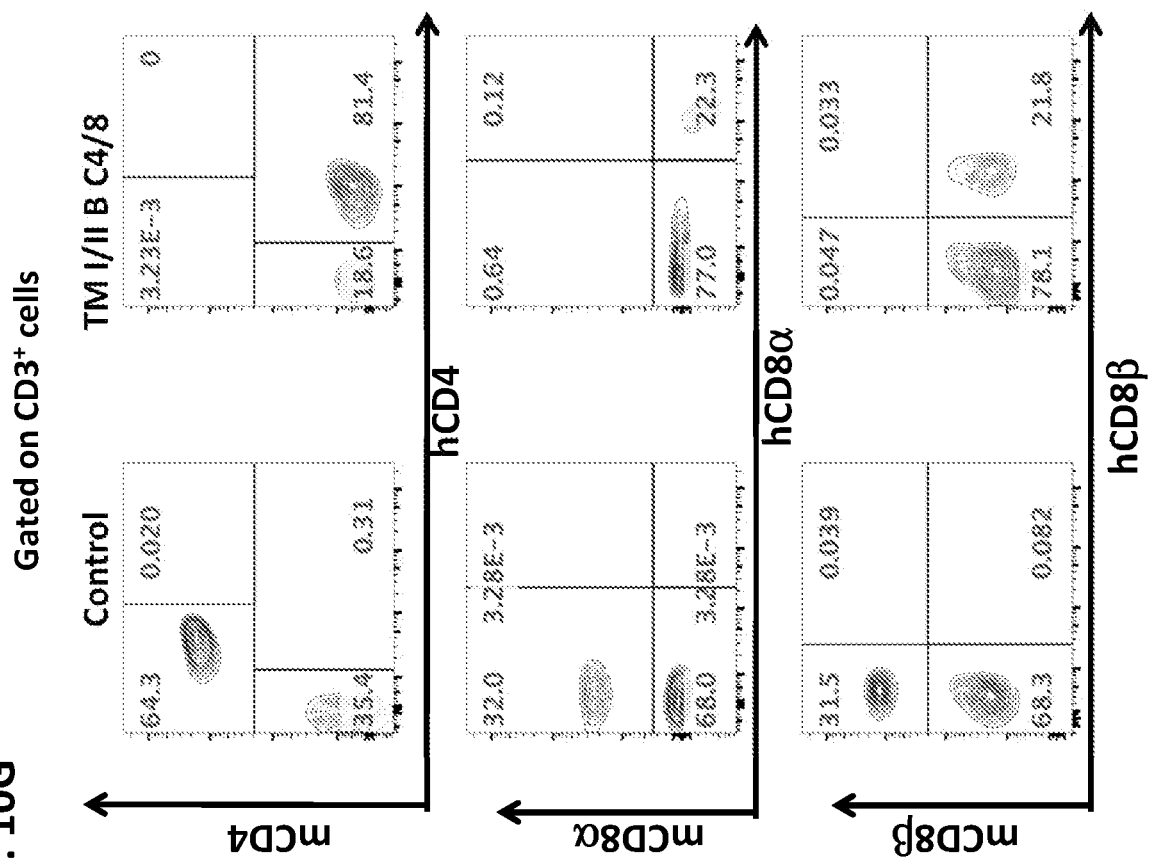 . 10G
Gated on CD3⁺ cells
Control
TM I/II B C4/8
mCD4
64.3
0.020
35.4
0.31
3.23E-3
0
18.6
81.4
hCD4
mCD8α
32.0
3.28E-3
68.0
3.28E-3
0.64
0.12
77.0
22.3
hCD8α
mCD8β
31.5
0.039
68.3
0.082
0.047
0.033
78.1
21.8
hCD8β